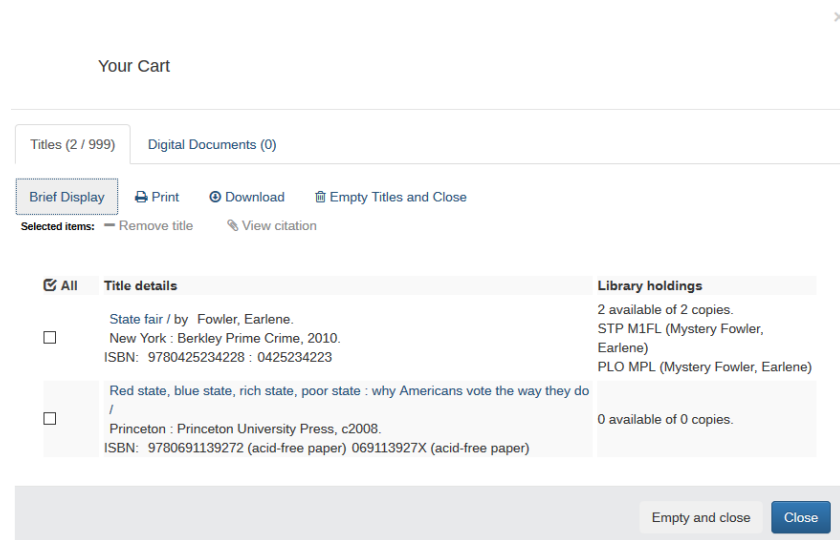 ×
Your Cart
Titles (2 / 999) Digital Documents (0)
Brief Display Print Download Empty Titles and Close
Selected items: Remove title View citation
All Title details Library holdings
State fair / by Fowler, Earlene.
New York : Berkley Prime Crime, 2010.
ISBN: 9780425234228 : 0425234223
2 available of 2 copies.
STP M1FL (Mystery Fowler,
Earlene)
PLO MPL (Mystery Fowler, Earlene)
Red state, blue state, rich state, poor state : why Americans vote the way they do
/
Princeton : Princeton University Press, c2008.
ISBN: 9780691139272 (acid-free paper) 069113927X (acid-free paper)
0 available of 0 copies.
Empty and close Close